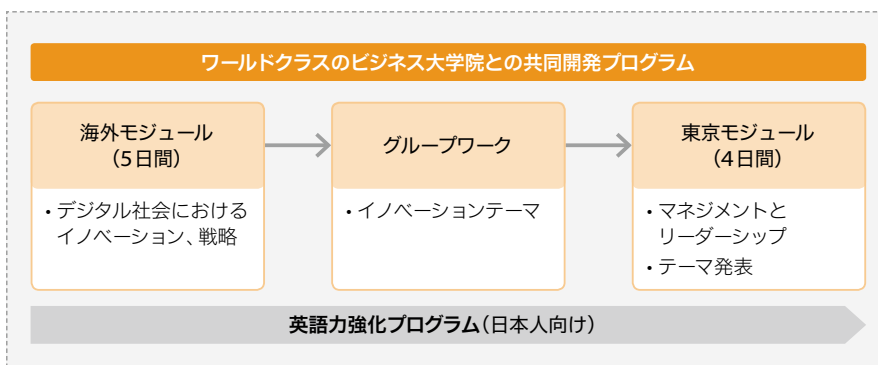 ワールドクラスのビジネス大学院との共同開発プログラム
海外モジュール
（5日間）
・デジタル社会における
イノベーション、戦略
グループワーク
・イノベーションテーマ
東京モジュール
（4日間）
・マネジメントと
リーダーシップ
・テーマ発表
英語力強化プログラム（日本人向け）